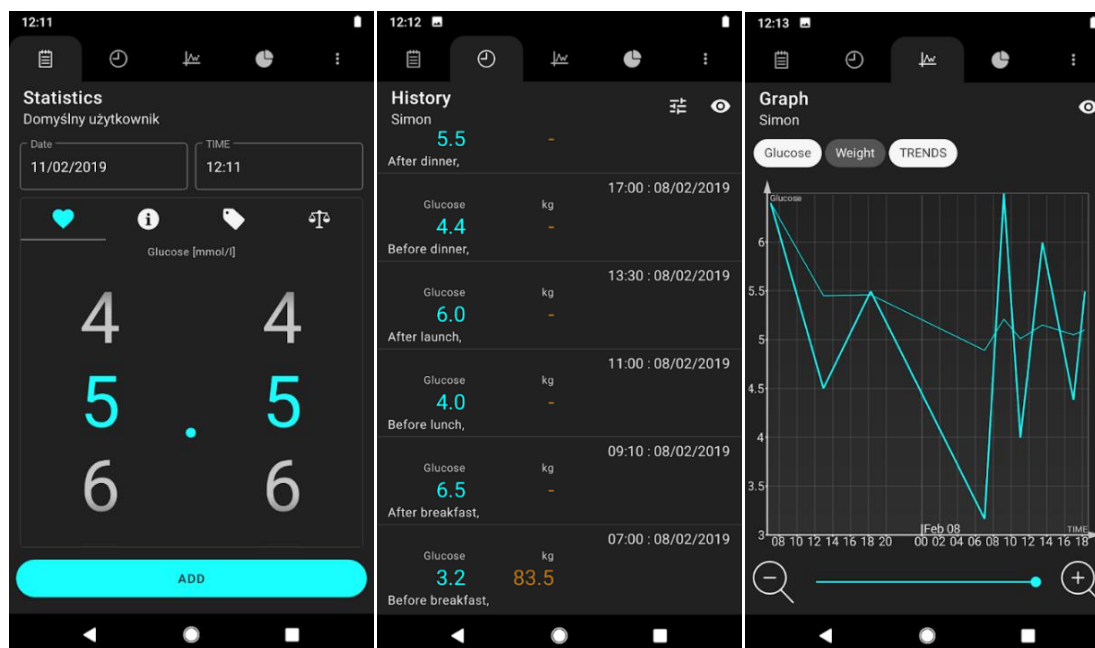 12:11
Statistics
Domyślny użytkownik
Date
11/02/2019
TIME
12:11
Glucose [mmol/l]
4 4
5 . 5
6 6
ADD
12:12
History
Simon
5.5 -
After dinner,
17:00 : 08/02/2019
Glucose kg
4.4 -
Before dinner,
13:30 : 08/02/2019
Glucose kg
6.0 -
After launch,
11:00 : 08/02/2019
Glucose kg
4.0 -
Before lunch,
09:10 : 08/02/2019
Glucose kg
6.5 -
After breakfast,
07:00 : 08/02/2019
Glucose kg
3.2 83.5
Before breakfast,
12:13
Graph
Simon
Glucose Weight TRENDS
Glucose
6
5.5
5
4.5
4
3.5
3
Feb 08
TIME
08 10 12 14 16 18 20 00 02 04 06 08 10 12 14 16 18